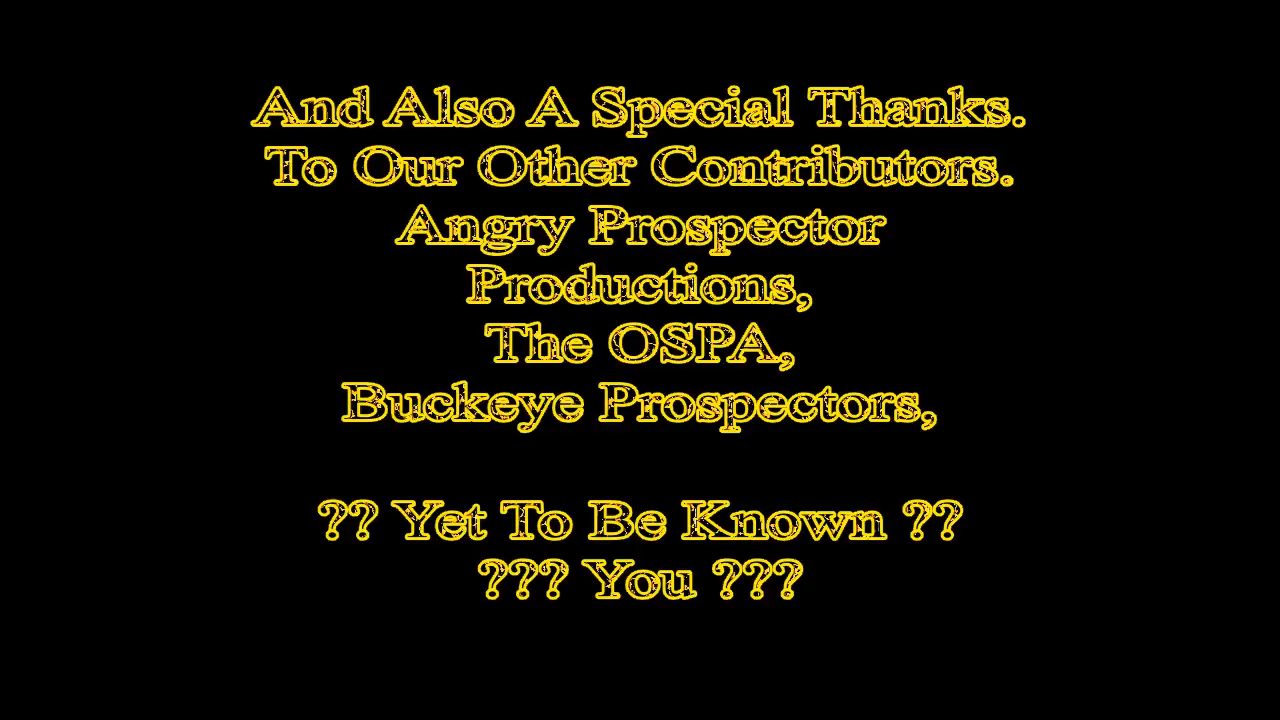 And Also A Special Thanks.
To Our Other Contributors.
Angry Prospector
Productions,
The OSPA,
Buckeye Prospectors,
?? Yet To Be Known ??
??? You ???